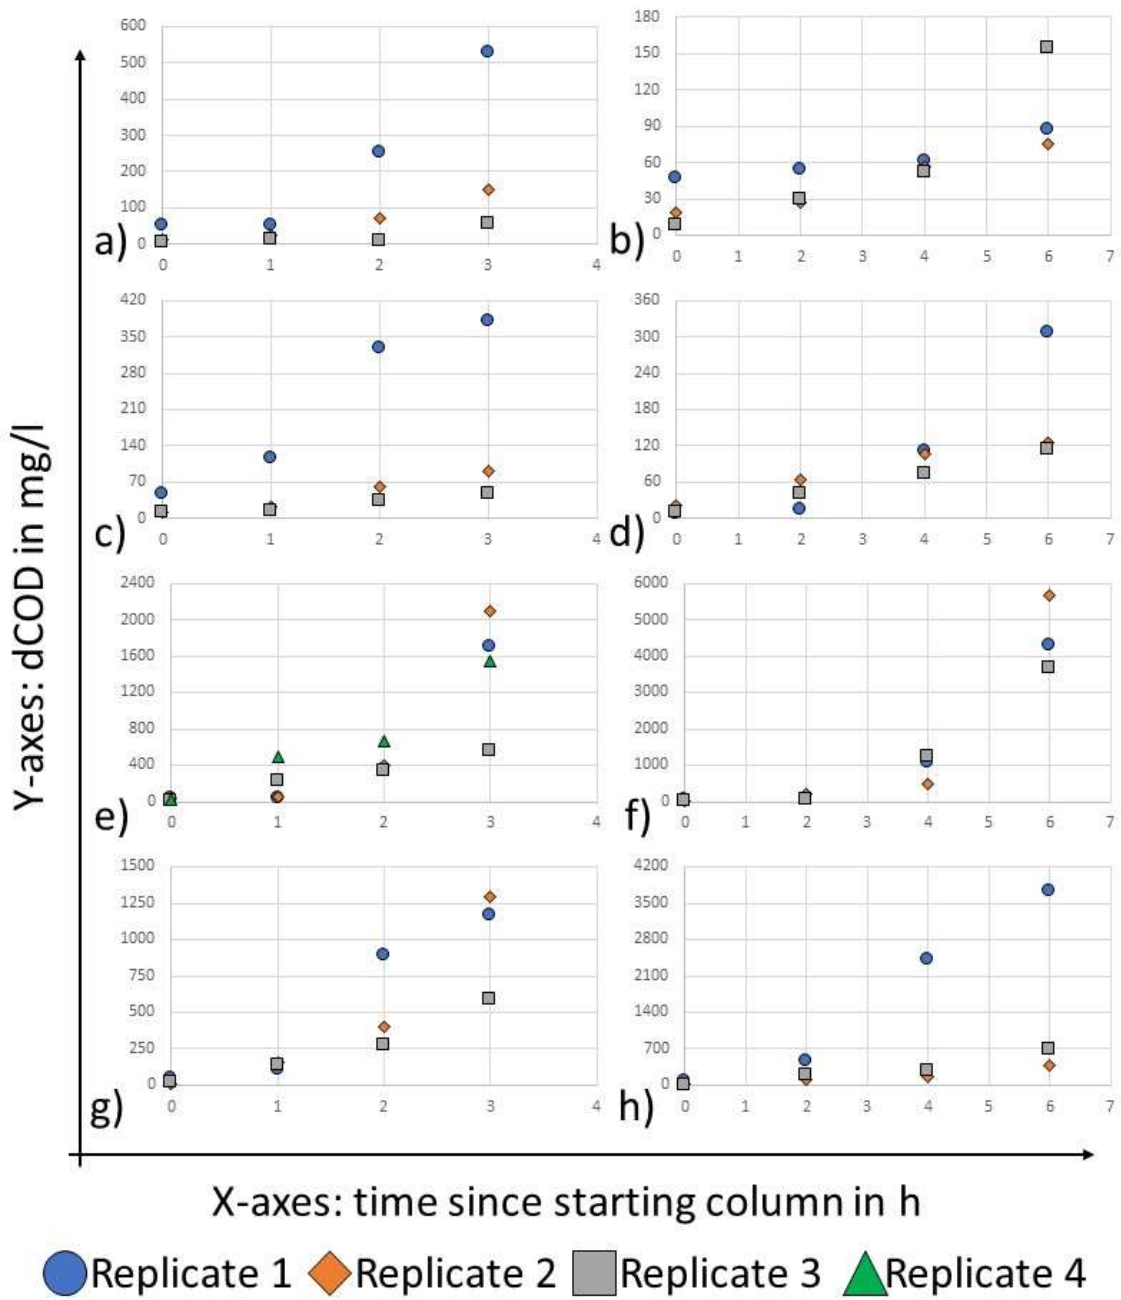 600
500
400
300
200
100
0
0 1 2 3 4
a)
180
150
120
90
60
30
0
0 1 2 3 4 5 6 7
b)
420
350
280
210
140
70
0
0 1 2 3 4
c)
360
300
240
180
120
60
0
0 1 2 3 4 5 6 7
d)
2400
2000
1600
1200
800
400
0
0 1 2 3 4
e)
6000
5000
4000
3000
2000
1000
0
0 1 2 3 4 5 6 7
f)
1500
1250
1000
750
500
250
0
0 1 2 3 4
g)
4200
3500
2800
2100
1400
700
0
0 1 2 3 4 5 6 7
h)
Y-axes: dCOD in mg/l
X-axes: time since starting column in h
Replicate 1 Replicate 2 Replicate 3 Replicate 4